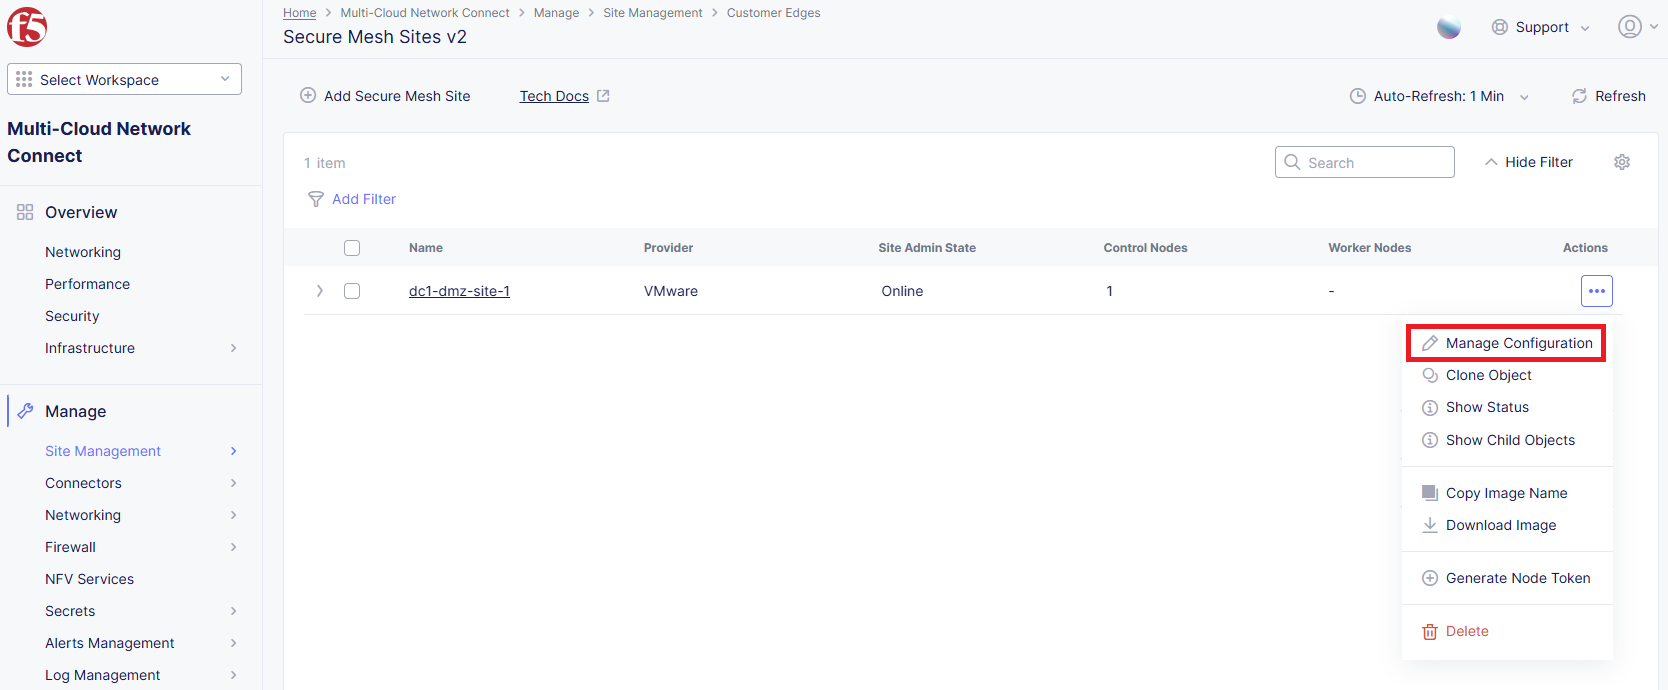 f5
Home > Multi-Cloud Network Connect > Manage > Site Management > Customer Edges
Secure Mesh Sites v2
Support
Select Workspace
Multi-Cloud Network
Connect
Overview
Networking
Performance
Security
Infrastructure
Manage
Site Management
Connectors
Networking
Firewall
NFV Services
Secrets
Alerts Management
Log Management
Add Secure Mesh Site
Tech Docs
Auto-Refresh: 1 Min
Refresh
1 item
Search
Hide Filter
Add Filter
Name Provider Site Admin State Control Nodes Worker Nodes Actions
dc1-dmz-site-1 VMware Online 1 -
Manage Configuration
Clone Object
Show Status
Show Child Objects
Copy Image Name
Download Image
Generate Node Token
Delete